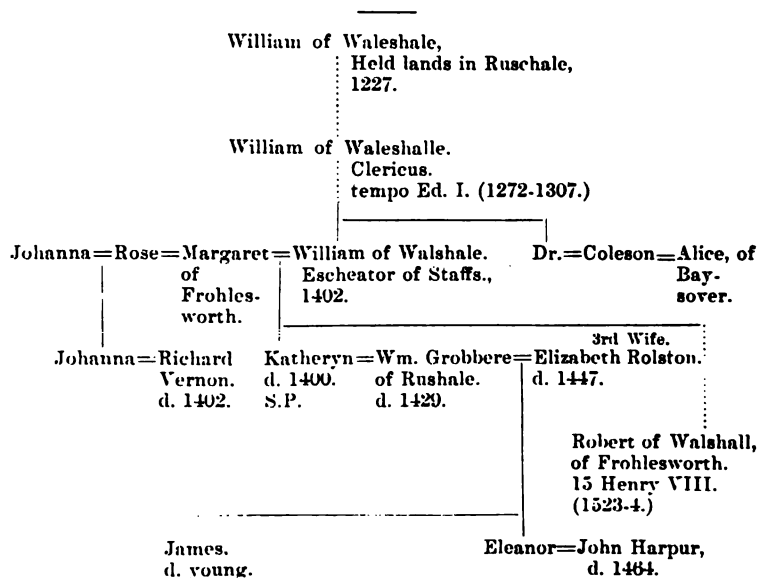 William of Waleshale,
Held lands in Ruschale,
1227.
William of Waleshalle.
Clericus.
tempo Ed. I. (1272-1307.)
Johanna=Rose=Margaret=William of Walshale. Dr.=Coleson=Alice, of
of Escheator of Staffs., Bay-
Frohles- 1402. sover.
worth.
3rd Wife.
Johanna=Richard Katheryn=Wm. Grobbere=Elizabeth Rolston.
Vernon. d. 1400. of Rushale. d. 1447.
d. 1402. S.P. d. 1429.
Robert of Walshall,
of Frohlesworth.
15 Henry VIII.
(1523-4.)
James. Eleanor=John Harpur,
d. young. d. 1464.